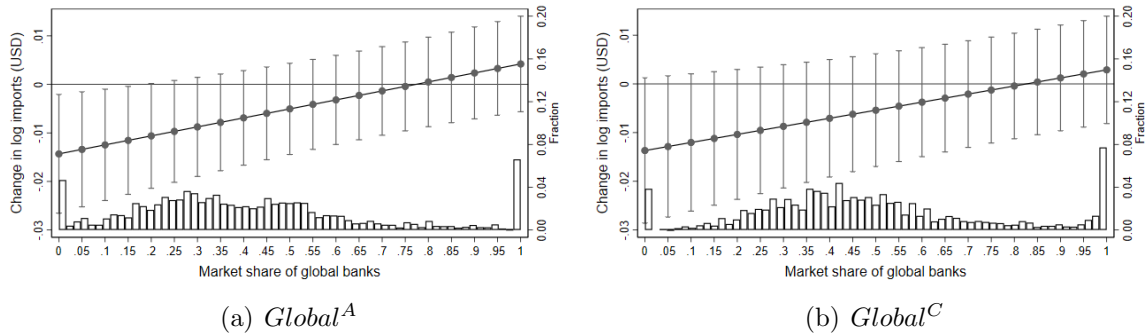 .01
0
-.01
-.02
-.03
Change in log imports (USD)
0.20
0.16
0.12
0.08
0.04
0.00
Fraction
0 .05 .1 .15 .2 .25 .3 .35 .4 .45 .5 .55 .6 .65 .7 .75 .8 .85 .9 .95 1
Market share of global banks
(a) Global^A
.01
0
-.01
-.02
-.03
Change in log imports (USD)
0.20
0.16
0.12
0.08
0.04
0.00
Fraction
0 .05 .1 .15 .2 .25 .3 .35 .4 .45 .5 .55 .6 .65 .7 .75 .8 .85 .9 .95 1
Market share of global banks
(b) Global^C